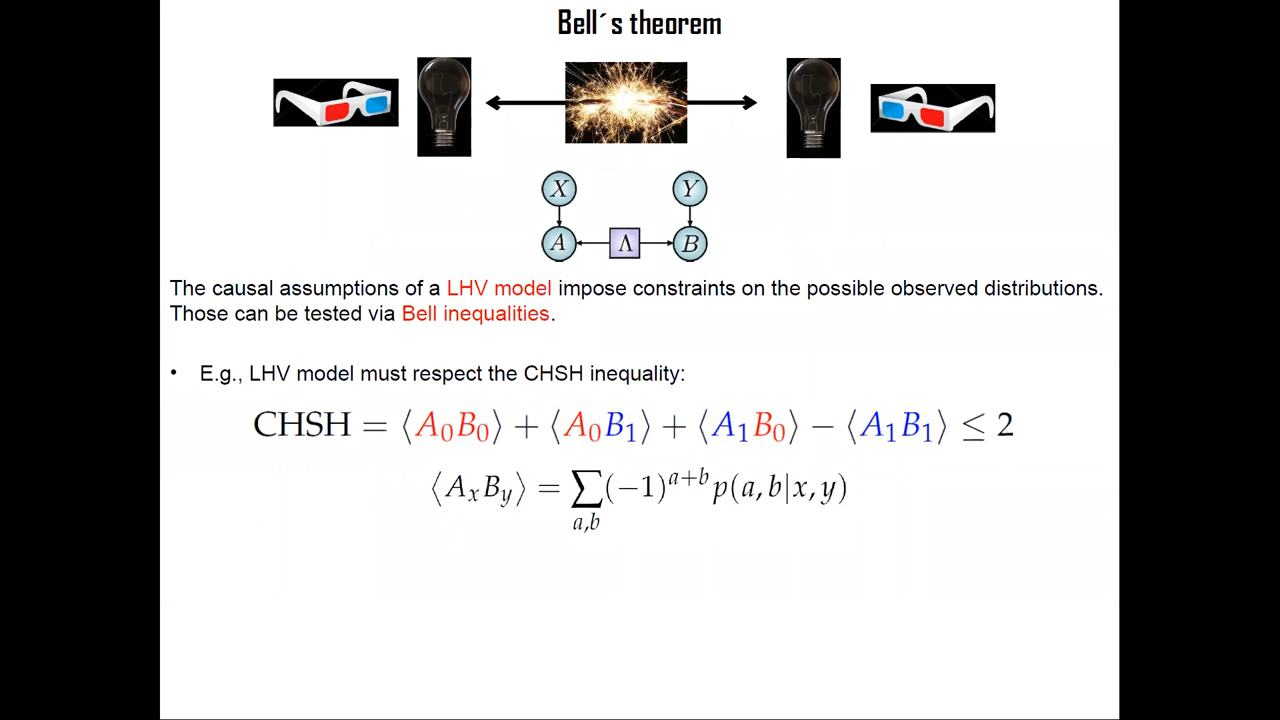 Bell´s theorem
X Y
A Λ B
The causal assumptions of a LHV model impose constraints on the possible observed distributions.
Those can be tested via Bell inequalities.
• E.g., LHV model must respect the CHSH inequality:
CHSH = ⟨A₀B₀⟩ + ⟨A₀B₁⟩ + ⟨A₁B₀⟩ − ⟨A₁B₁⟩ ≤ 2
⟨AₓBᵧ⟩ = ∑_{a,b} (−1)^{a+b} p(a, b|x, y)